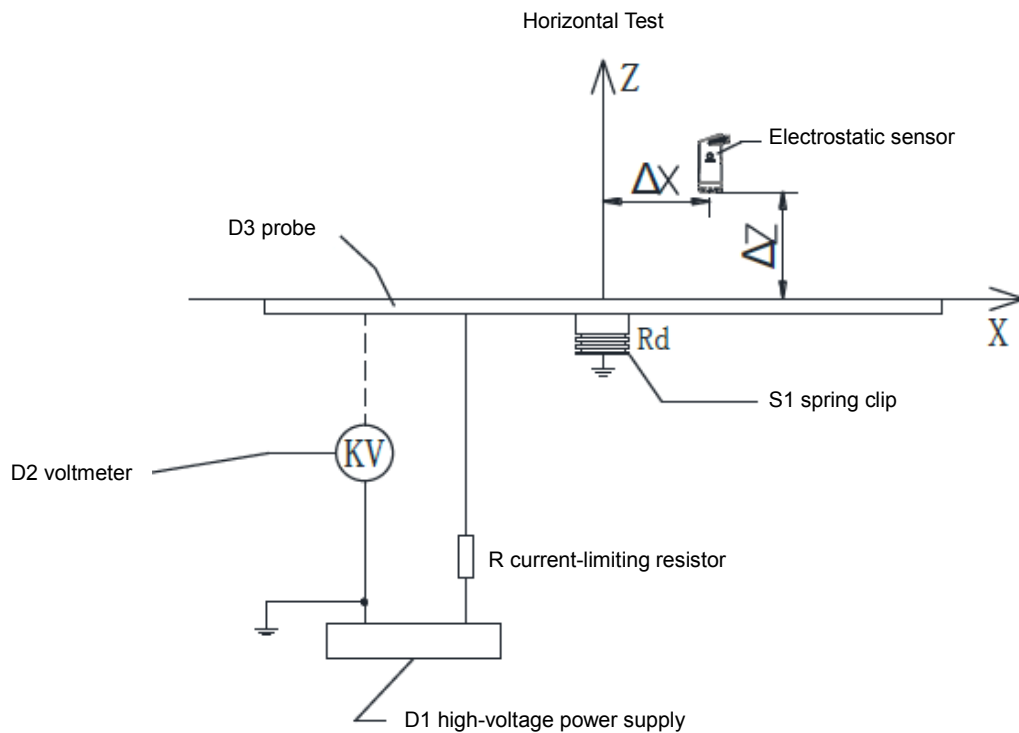 Horizontal Test
Z
Electrostatic sensor
ΔX
D3 probe
ΔZ
X
Rd
S1 spring clip
KV
D2 voltmeter
R current-limiting resistor
D1 high-voltage power supply